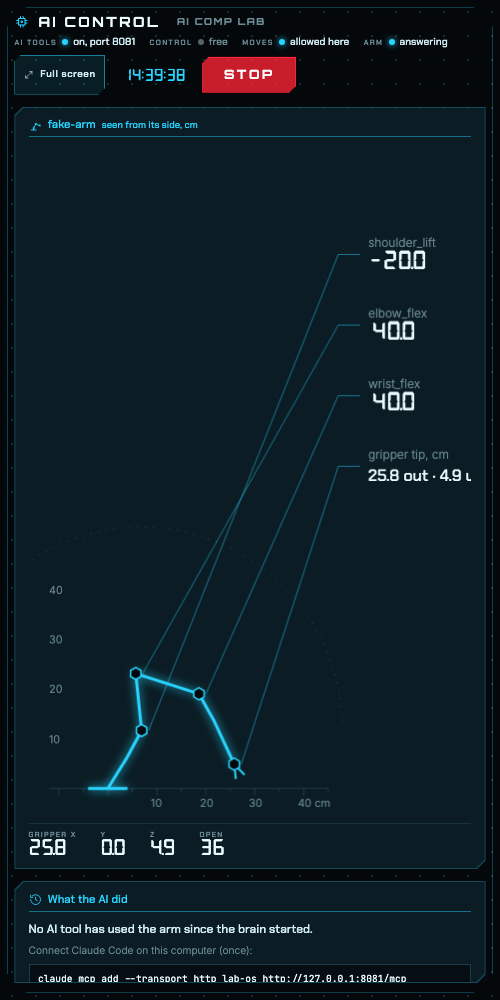 AI CONTROL AI COMP LAB
AI TOOLS on, port 8081 CONTROL free MOVES allowed here ARM answering
Full screen 14:39:38 STOP
fake-arm seen from its side, cm
shoulder_lift
-20.0
elbow_flex
40.0
wrist_flex
40.0
gripper tip, cm
25.8 out · 4.9 u
40
30
20
10
10 20 30 40 cm
GRIPPER X Y Z OPEN
25.8 0.0 4.9 36
What the AI did
No AI tool has used the arm since the brain started.
Connect Claude Code on this computer (once):
claude mcp add --transport http lab-os http://127.0.0.1:8081/mcp